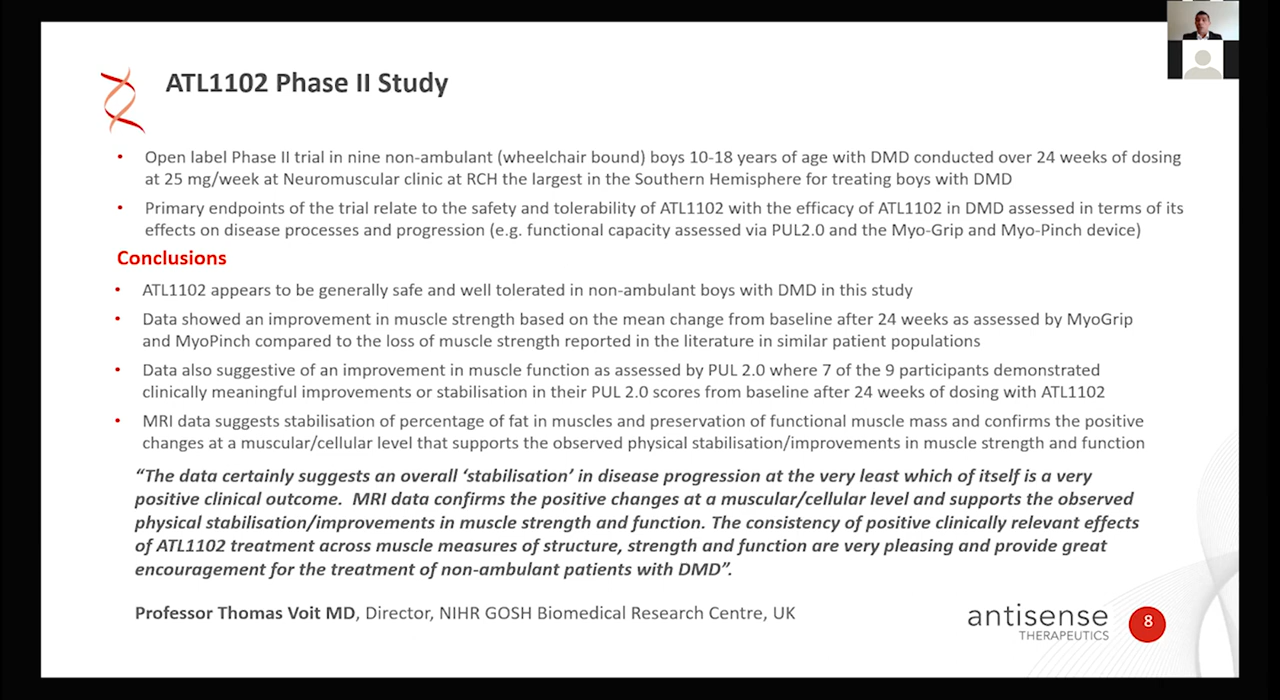 ATL1102 Phase II Study
• Open label Phase II trial in nine non-ambulant (wheelchair bound) boys 10-18 years of age with DMD conducted over 24 weeks of dosing
at 25 mg/week at Neuromuscular clinic at RCH the largest in the Southern Hemisphere for treating boys with DMD
• Primary endpoints of the trial relate to the safety and tolerability of ATL1102 with the efficacy of ATL1102 in DMD assessed in terms of its
effects on disease processes and progression (e.g. functional capacity assessed via PUL2.0 and the Myo-Grip and Myo-Pinch device)
Conclusions
• ATL1102 appears to be generally safe and well tolerated in non-ambulant boys with DMD in this study
• Data showed an improvement in muscle strength based on the mean change from baseline after 24 weeks as assessed by MyoGrip
and MyoPinch compared to the loss of muscle strength reported in the literature in similar patient populations
• Data also suggestive of an improvement in muscle function as assessed by PUL 2.0 where 7 of the 9 participants demonstrated
clinically meaningful improvements or stabilisation in their PUL 2.0 scores from baseline after 24 weeks of dosing with ATL1102
• MRI data suggests stabilisation of percentage of fat in muscles and preservation of functional muscle mass and confirms the positive
changes at a muscular/cellular level that supports the observed physical stabilisation/improvements in muscle strength and function
“The data certainly suggests an overall ‘stabilisation’ in disease progression at the very least which of itself is a very
positive clinical outcome. MRI data confirms the positive changes at a muscular/cellular level and supports the observed
physical stabilisation/improvements in muscle strength and function. The consistency of positive clinically relevant effects
of ATL1102 treatment across muscle measures of structure, strength and function are very pleasing and provide great
encouragement for the treatment of non-ambulant patients with DMD”.
Professor Thomas Voit MD, Director, NIHR GOSH Biomedical Research Centre, UK
antisense
THERAPEUTICS
8